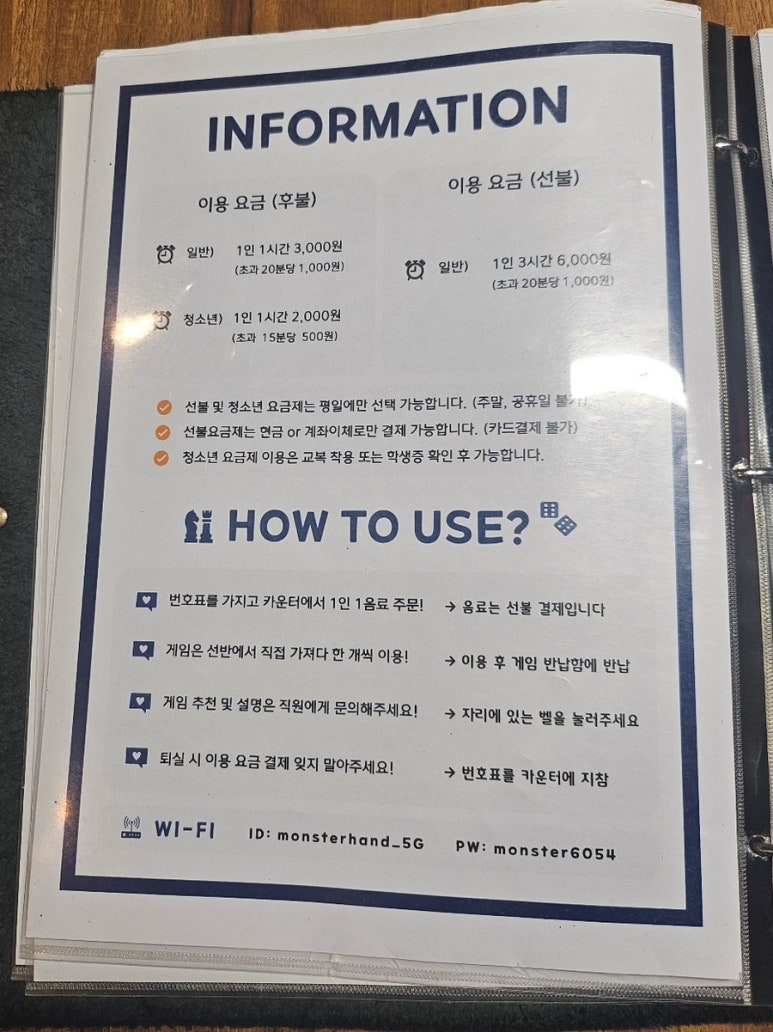 INFORMATION
이용 요금 (후불)
일반) 1인 1시간 3,000원
(초과 20분당 1,000원)
청소년) 1인 1시간 2,000원
(초과 15분당 500원)
이용 요금 (선불)
일반) 1인 3시간 6,000원
(초과 20분당 1,000원)
선불 및 청소년 요금제는 평일에만 선택 가능합니다. (주말, 공휴일 불가)
선불요금제는 현금 or 계좌이체로만 결제 가능합니다. (카드결제 불가)
청소년 요금제 이용은 교복 착용 또는 학생증 확인 후 가능합니다.
HOW TO USE?
번호표를 가지고 카운터에서 1인 1음료 주문! → 음료는 선불 결제입니다
게임은 선반에서 직접 가져다 한 개씩 이용! → 이용 후 게임 반납함에 반납
게임 추천 및 설명은 직원에게 문의해주세요! → 자리에 있는 벨을 눌러주세요
퇴실 시 이용 요금 결제 잊지 말아주세요! → 번호표를 카운터에 지참
WI-FI ID: monsterhand_5G PW: monster6054